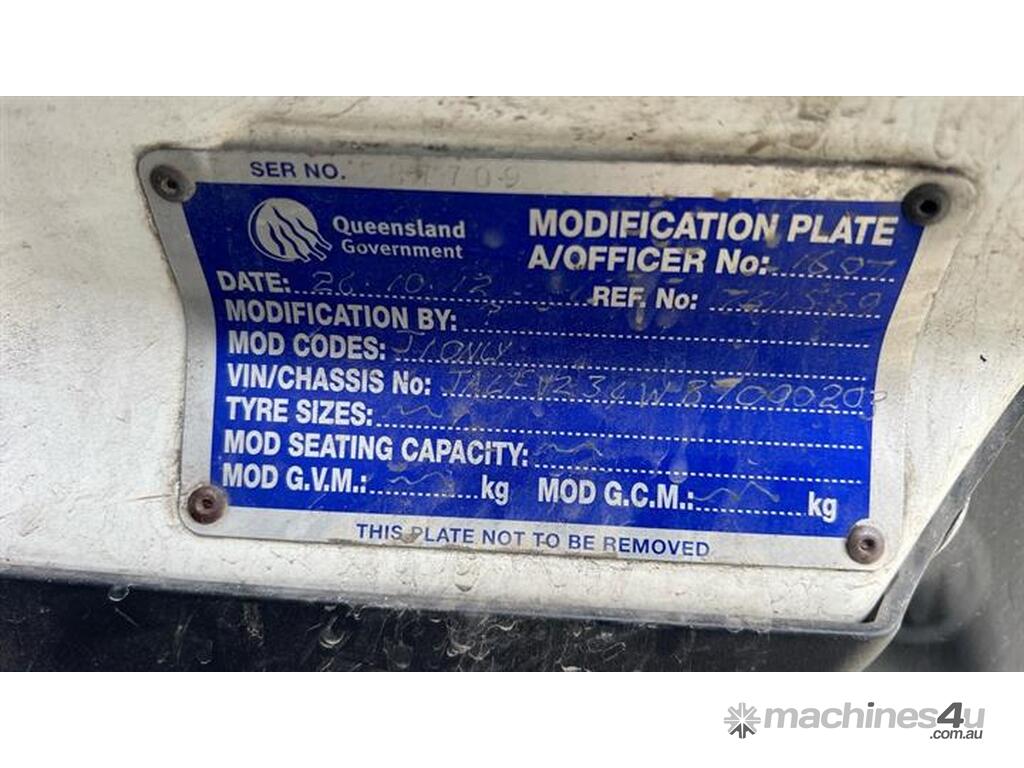 SER NO.
Queensland
Government
MODIFICATION PLATE
A/OFFICER No: 1607
DATE: 26.10.12
REF. No:
MODIFICATION BY:
MOD CODES: J1 ONLY
VIN/CHASSIS No:
TYRE SIZES:
MOD SEATING CAPACITY:
MOD G.V.M.: kg MOD G.C.M.: kg
THIS PLATE NOT TO BE REMOVED
machines4u
.com.au